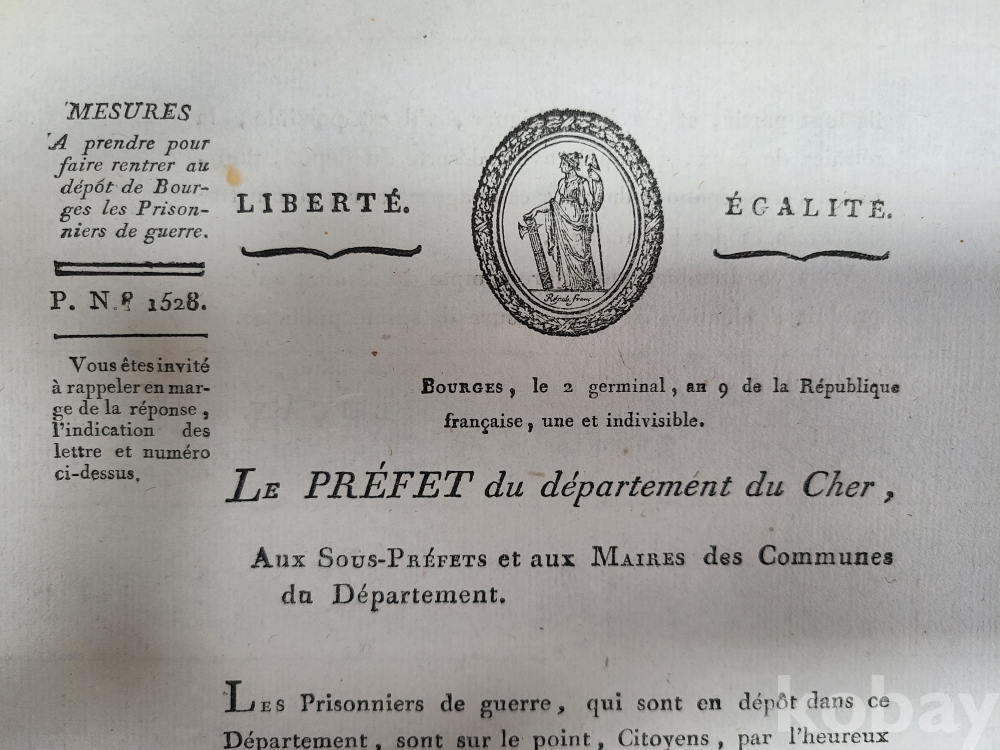 MESURES
A prendre pour
faire rentrer au
dépôt de Bour-
ges les Prison-
niers de guerre.
P. N.º 1528.
Vous êtes invité
à rappeler en mar-
ge de la réponse,
l'indication des
lettre et numéro
ci-dessus.
LIBERTÉ.
Répub. franç
ÉGALITÉ.
BOURGES, le 2 germinal, an 9 de la République
française, une et indivisible.
LE PRÉFET du département du Cher,
AUX SOUS-PRÉFETS et aux MAIRES des Communes
du Département.
LES Prisonniers de guerre, qui sont en dépôt dans ce
Département, sont sur le point, Citoyens, par l'heureux
kobay